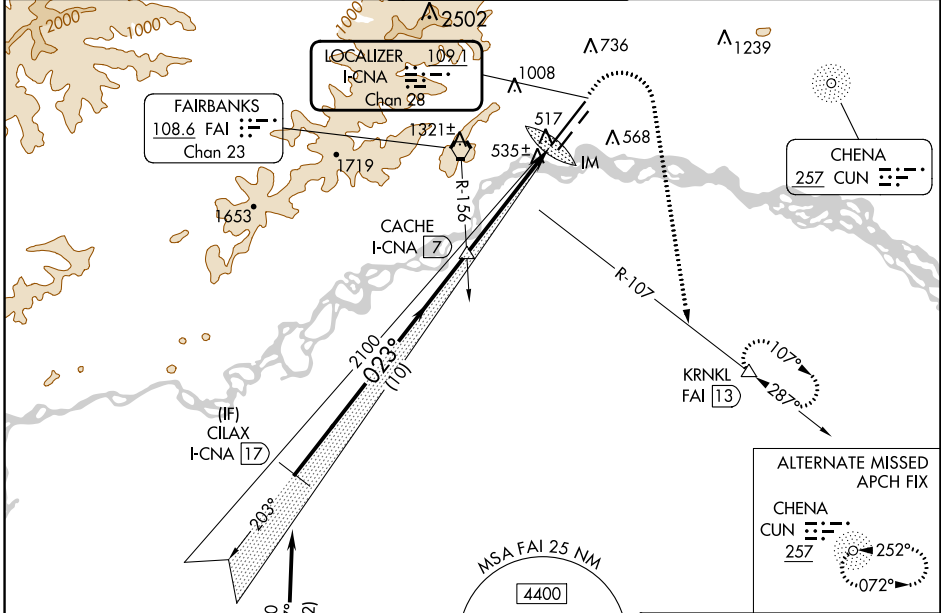 2000
1000
1000
2502
736
1239
LOCALIZER 109.1
I-CNA
Chan 28
1008
FAIRBANKS
108.6 FAI
Chan 23
1321±
517
535±
568
IM
1719
CHENA
257 CUN
1653
R-156
CACHE
I-CNA 7
R-107
2100
023°
(10)
KRNKL
FAI 13
107°
287°
(IF)
CILAX
I-CNA 17
203°
ALTERNATE MISSED
APCH FIX
CHENA
CUN
257
252°
072°
MSA FAI 25 NM
4400